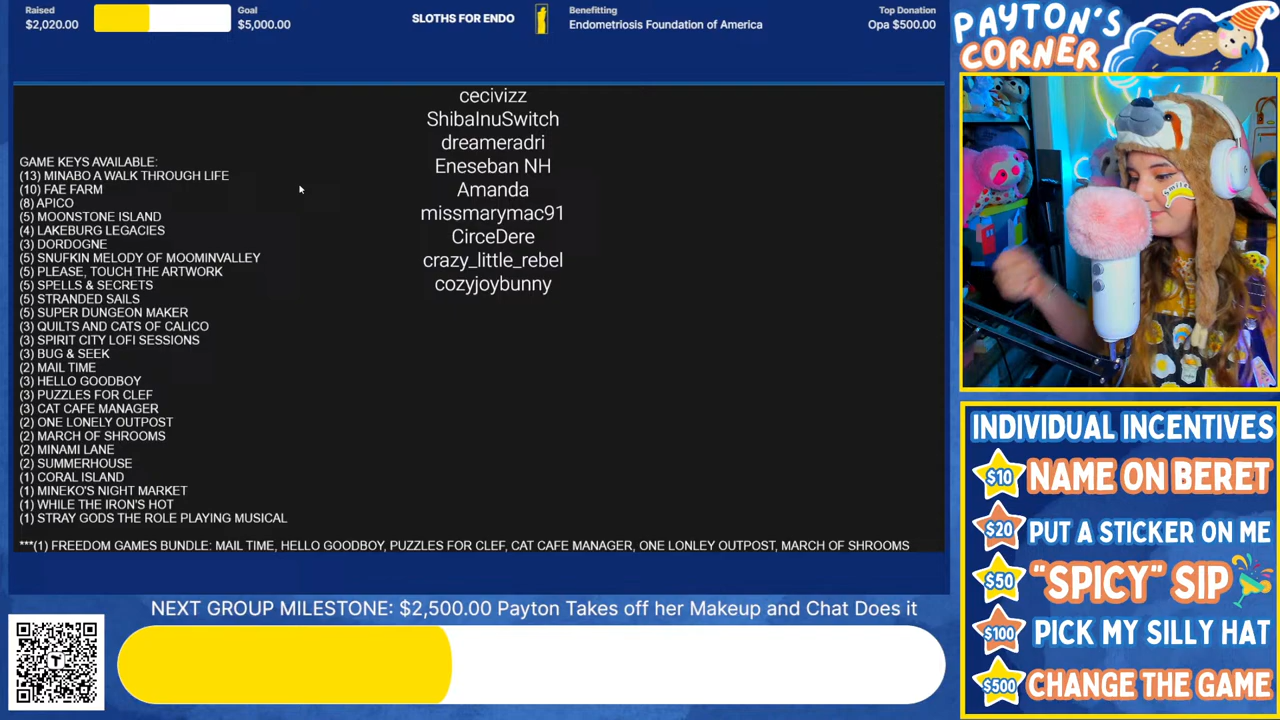 Raised
$2,020.00
Goal
$5,000.00
SLOTHS FOR ENDO
Benefitting
Endometriosis Foundation of America
Top Donation
Opa $500.00
PAYTON'S
CORNER
cecivizz
ShibaInuSwitch
dreameradri
Eneseban NH
Amanda
missmarymac91
CirceDere
crazy_little_rebel
cozyjoybunny
GAME KEYS AVAILABLE:
(13) MINABO A WALK THROUGH LIFE
(10) FAE FARM
(8) APICO
(5) MOONSTONE ISLAND
(4) LAKEBURG LEGACIES
(3) DORDOGNE
(5) SNUFKIN MELODY OF MOOMINVALLEY
(5) PLEASE, TOUCH THE ARTWORK
(5) SPELLS & SECRETS
(5) STRANDED SAILS
(5) SUPER DUNGEON MAKER
(3) QUILTS AND CATS OF CALICO
(3) SPIRIT CITY LOFI SESSIONS
(3) BUG & SEEK
(2) MAIL TIME
(3) HELLO GOODBOY
(3) PUZZLES FOR CLEF
(3) CAT CAFE MANAGER
(2) ONE LONELY OUTPOST
(2) MARCH OF SHROOMS
(2) MINAMI LANE
(2) SUMMERHOUSE
(1) CORAL ISLAND
(1) MINEKO'S NIGHT MARKET
(1) WHILE THE IRON'S HOT
(1) STRAY GODS THE ROLE PLAYING MUSICAL
***(1) FREEDOM GAMES BUNDLE: MAIL TIME, HELLO GOODBOY, PUZZLES FOR CLEF, CAT CAFE MANAGER, ONE LONLEY OUTPOST, MARCH OF SHROOMS
Smile
INDIVIDUAL INCENTIVES
$10 NAME ON BERET
$20 PUT A STICKER ON ME
$50 "SPICY" SIP
$100 PICK MY SILLY HAT
$500 CHANGE THE GAME
NEXT GROUP MILESTONE: $2,500.00 Payton Takes off her Makeup and Chat Does it